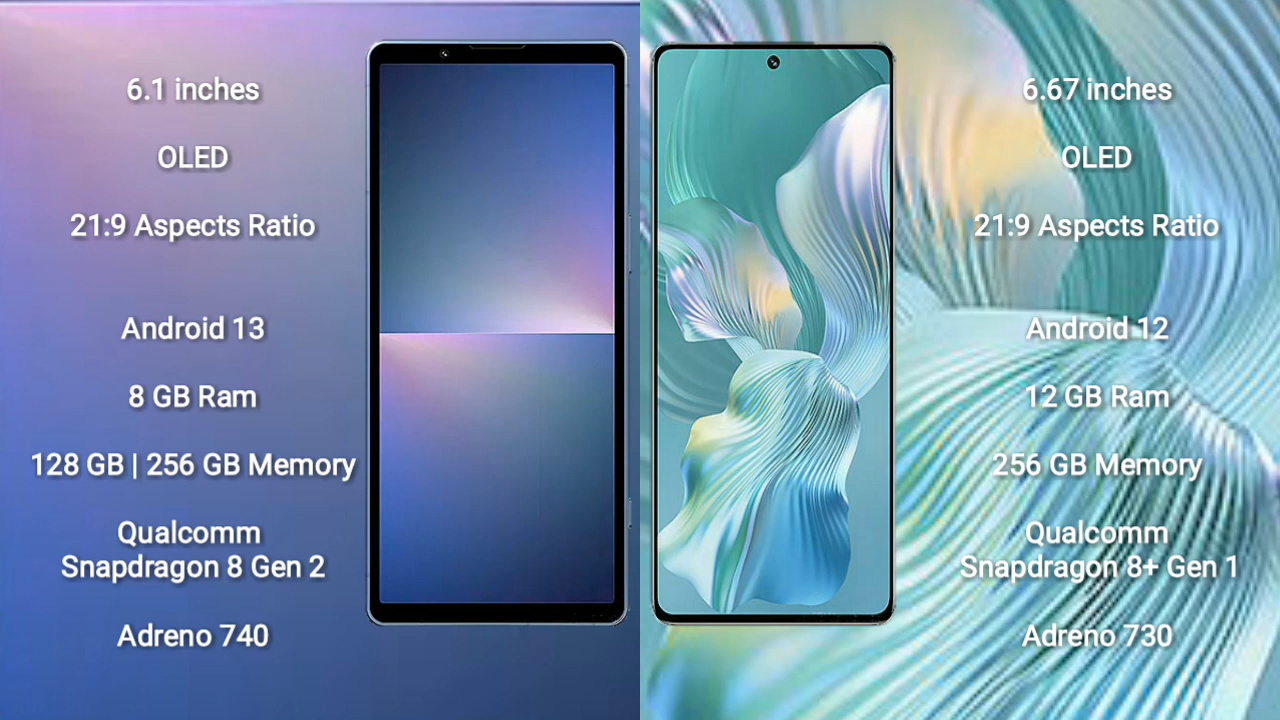 6.1 inches
OLED
21:9 Aspects Ratio
Android 13
8 GB Ram
128 GB | 256 GB Memory
Qualcomm
Snapdragon 8 Gen 2
Adreno 740
6.67 inches
OLED
21:9 Aspects Ratio
Android 12
12 GB Ram
256 GB Memory
Qualcomm
Snapdragon 8+ Gen 1
Adreno 730